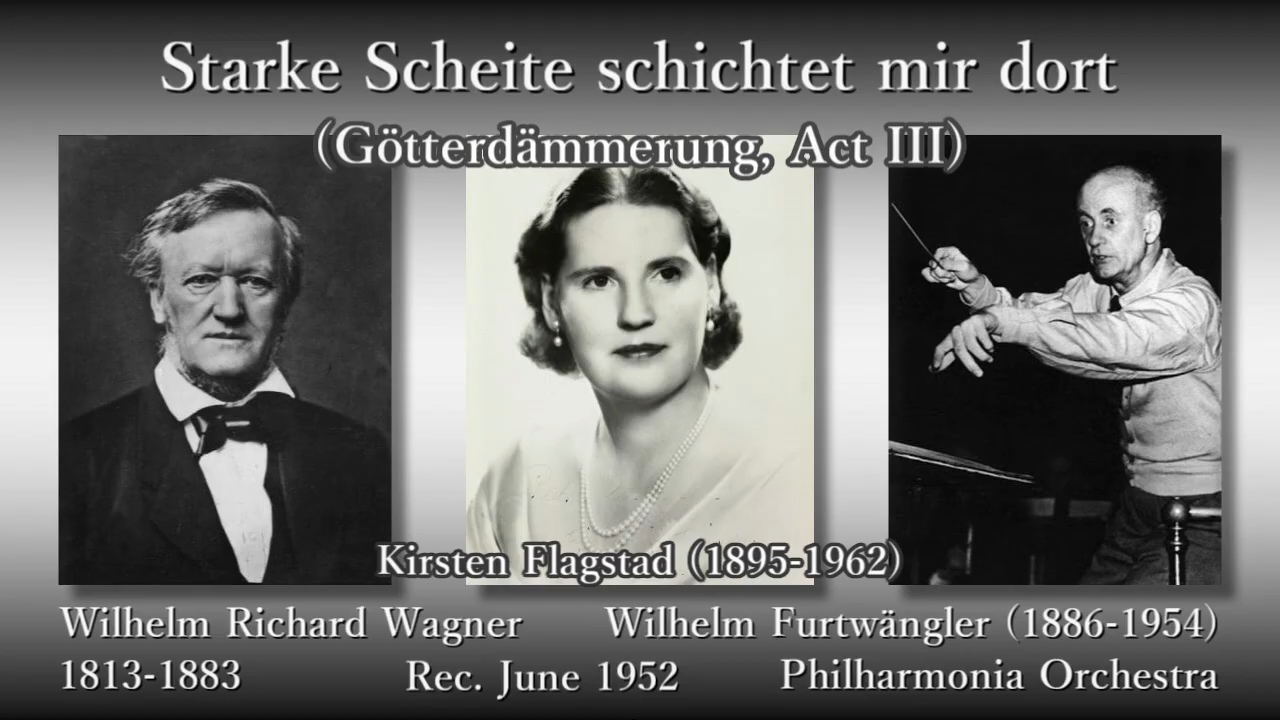 Starke Scheite schichtet mir dort
(Götterdämmerung, Act III)
Kirsten Flagstad (1895-1962)
Wilhelm Richard Wagner
1813-1883
Rec. June 1952
Wilhelm Furtwängler (1886-1954)
Philharmonia Orchestra